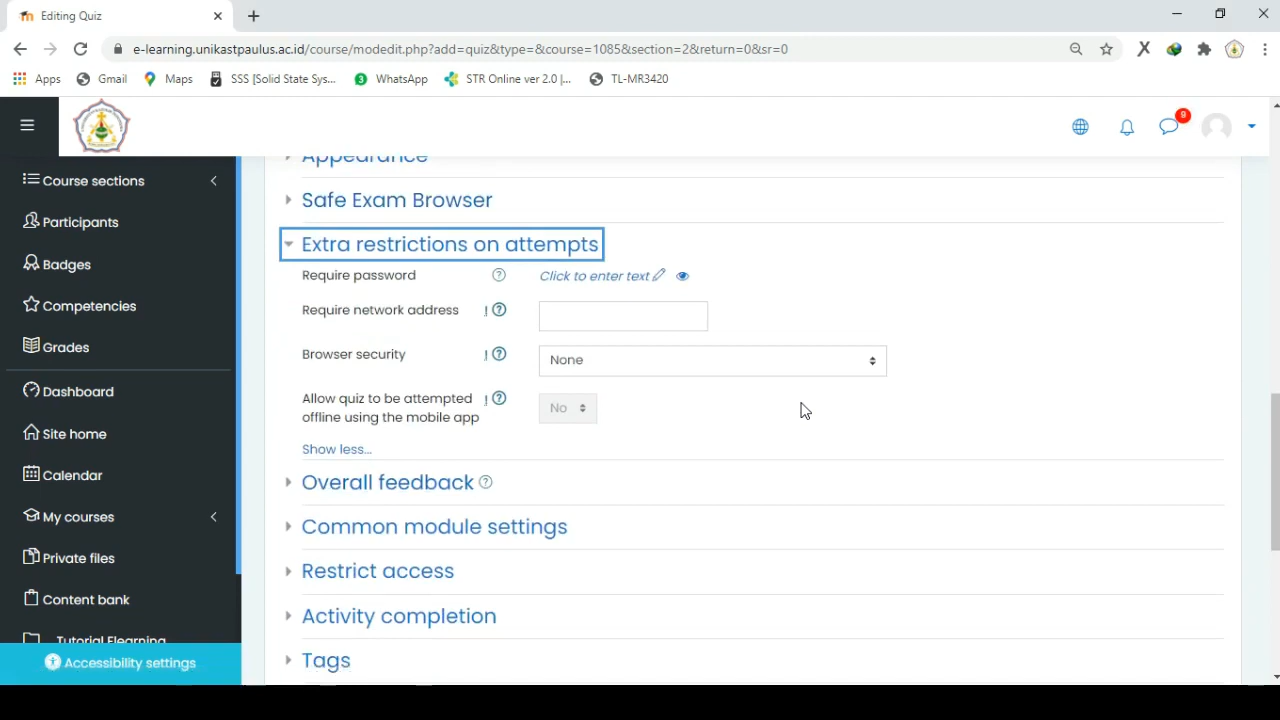 Editing Quiz
e-learning.unikastpaulus.ac.id/course/modedit.php?add=quiz&type=&course=1085&section=2&return=0&sr=0
Apps Gmail Maps SSS [Solid State Sys... 3 WhatsApp STR Online ver 2.0 |... TL-MR3420
9
Course sections
Participants
Badges
Competencies
Grades
Dashboard
Site home
Calendar
My courses
Private files
Content bank
Tutorial Elearning
Accessibility settings
Appearance
Safe Exam Browser
Extra restrictions on attempts
Require password ? Click to enter text
Require network address ! ?
Browser security ! ? None
Allow quiz to be attempted ! ? No
offline using the mobile app
Show less...
Overall feedback ?
Common module settings
Restrict access
Activity completion
Tags